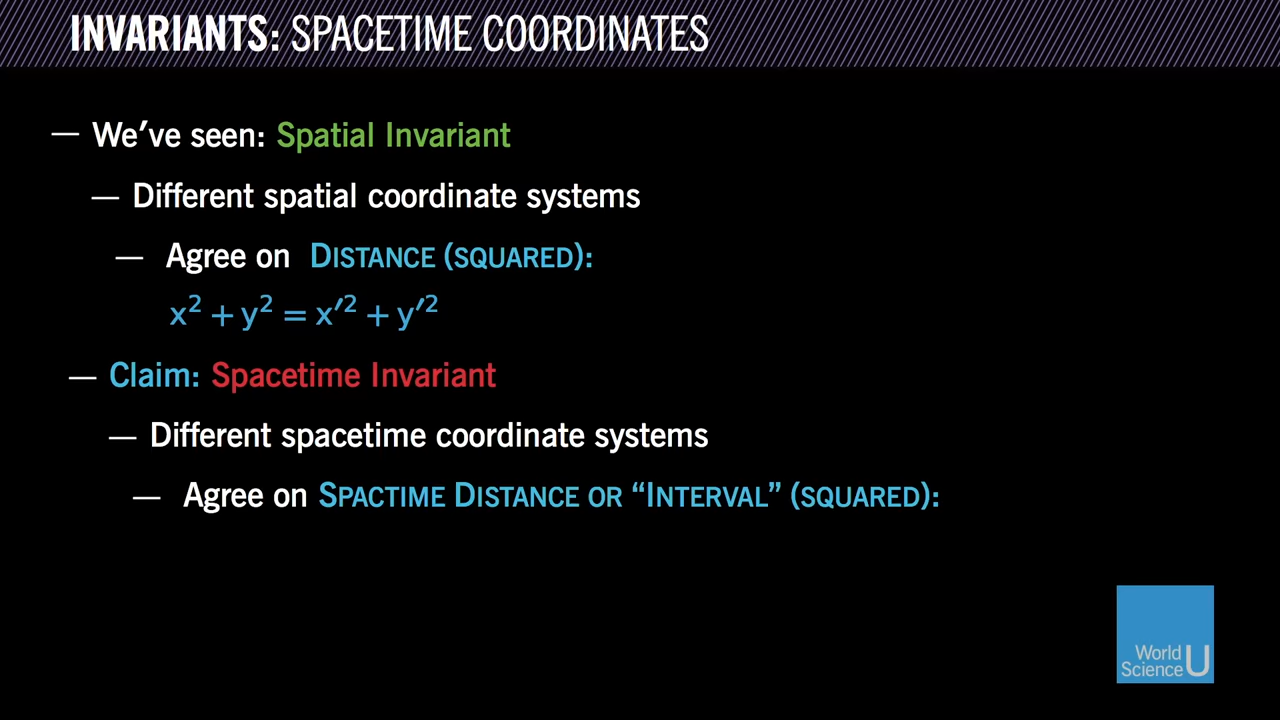 INVARIANTS: SPACETIME COORDINATES
— We’ve seen: Spatial Invariant
— Different spatial coordinate systems
— Agree on DISTANCE (SQUARED):
x² + y² = x′² + y′²
— Claim: Spacetime Invariant
— Different spacetime coordinate systems
— Agree on SPACTIME DISTANCE OR “INTERVAL” (SQUARED):
World
Science U